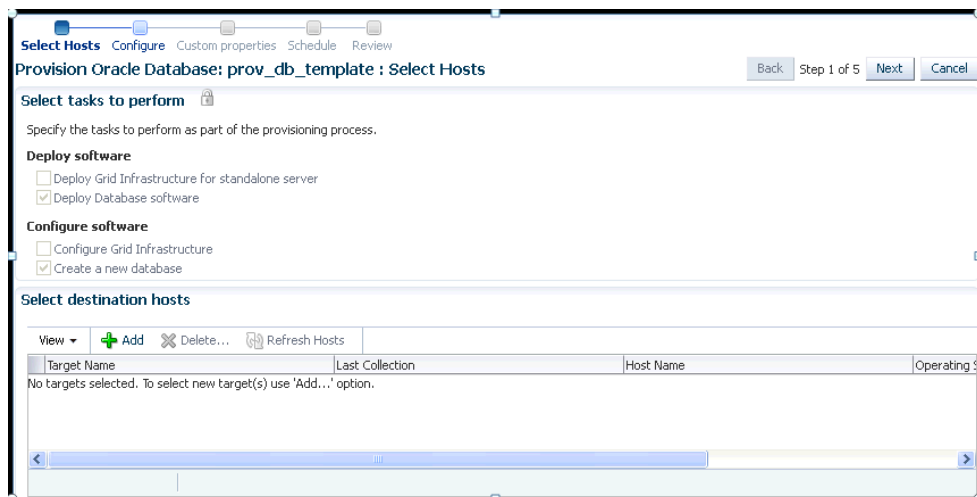 Select Hosts Configure Custom properties Schedule Review
Provision Oracle Database: prov_db_template : Select Hosts
Back Step 1 of 5 Next Cancel
Select tasks to perform
Specify the tasks to perform as part of the provisioning process.
Deploy software
Deploy Grid Infrastructure for standalone server
Deploy Database software
Configure software
Configure Grid Infrastructure
Create a new database
Select destination hosts
View Add Delete... Refresh Hosts
Target Name Last Collection Host Name Operating
No targets selected. To select new target(s) use 'Add...' option.